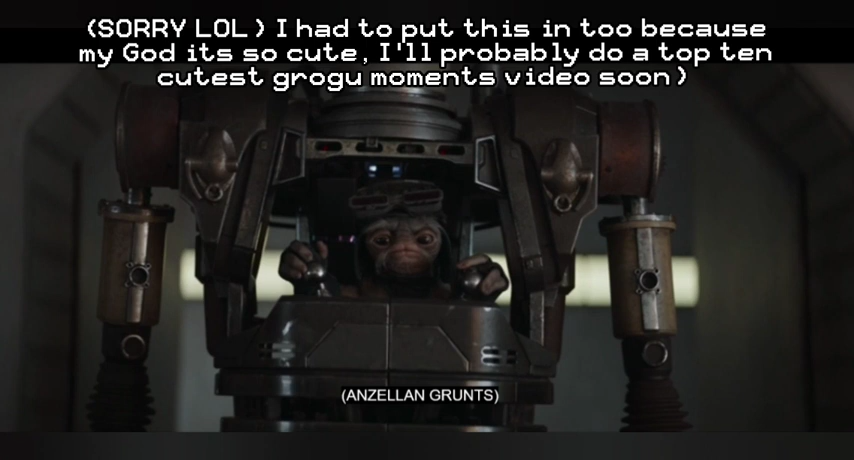 (SORRY LOL ) I had to put this in too because
my God its so cute, I'll probably do a top ten
cutest grogu moments video soon )
(ANZELLAN GRUNTS)